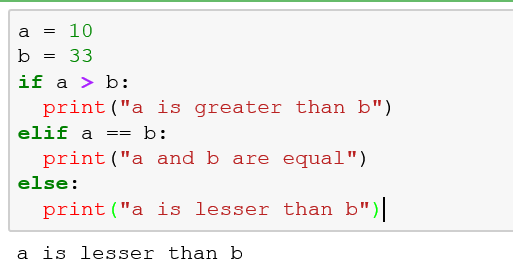 a = 10
b = 33
if a > b:
  print("a is greater than b")
elif a == b:
  print("a and b are equal")
else:
  print("a is lesser than b")
a is lesser than b